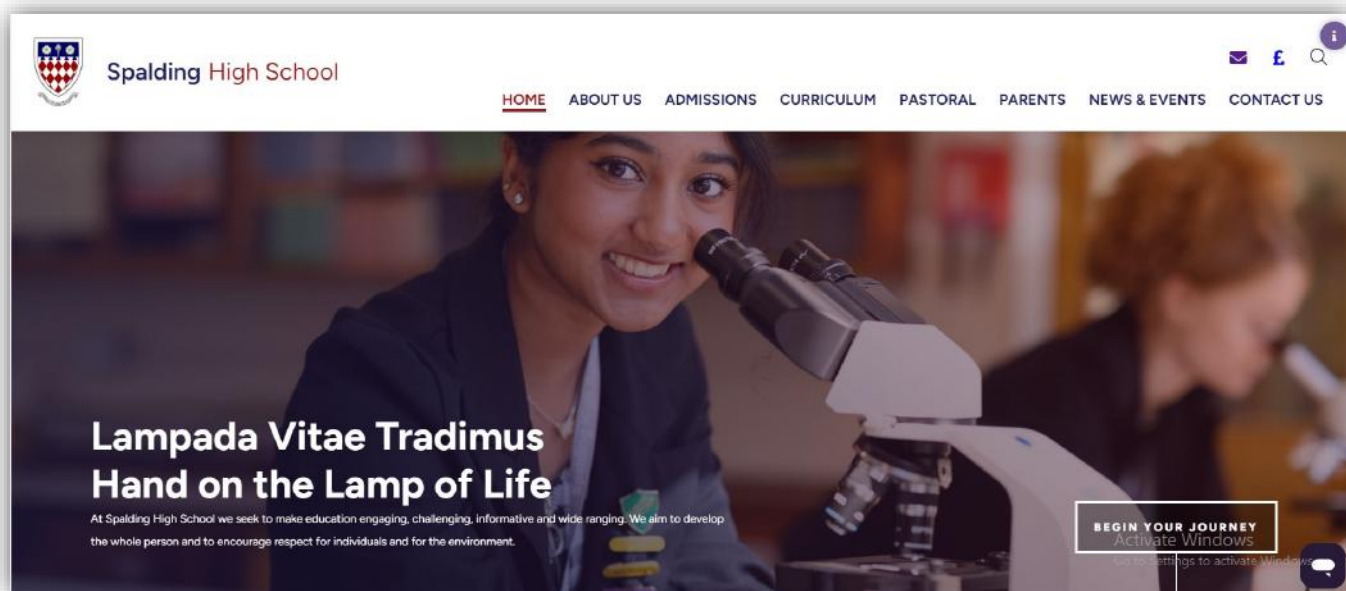 Spalding High School
HOME ABOUT US ADMISSIONS CURRICULUM PASTORAL PARENTS NEWS & EVENTS CONTACT US
Lampada Vitae Tradimus
Hand on the Lamp of Life
At Spalding High School we seek to make education engaging, challenging, informative and wide ranging. We aim to develop
the whole person and to encourage respect for individuals and for the environment.
BEGIN YOUR JOURNEY
Activate Windows
Go to Settings to activate Windows